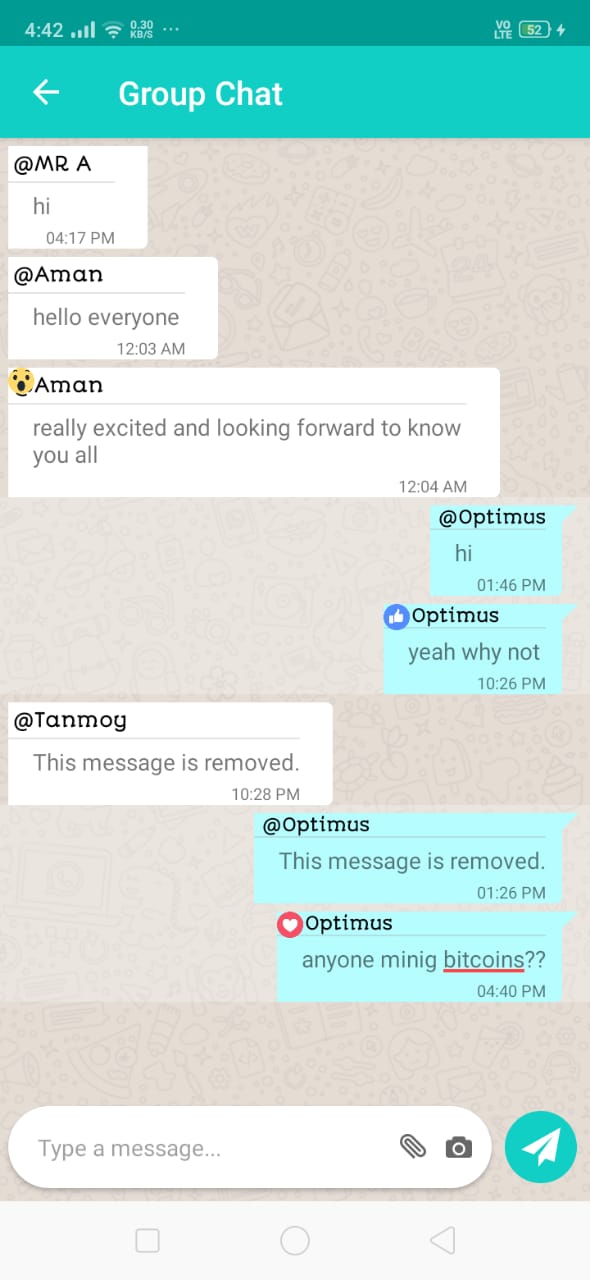 4:42 0.30 KB/S ... VO LTE 52
Group Chat
@MR A
hi
04:17 PM
@Aman
hello everyone
12:03 AM
Aman
really excited and looking forward to know
you all
12:04 AM
@Optimus
hi
01:46 PM
Optimus
yeah why not
10:26 PM
@Tanmoy
This message is removed.
10:28 PM
@Optimus
This message is removed.
01:26 PM
Optimus
anyone minig bitcoins??
04:40 PM
Type a message...